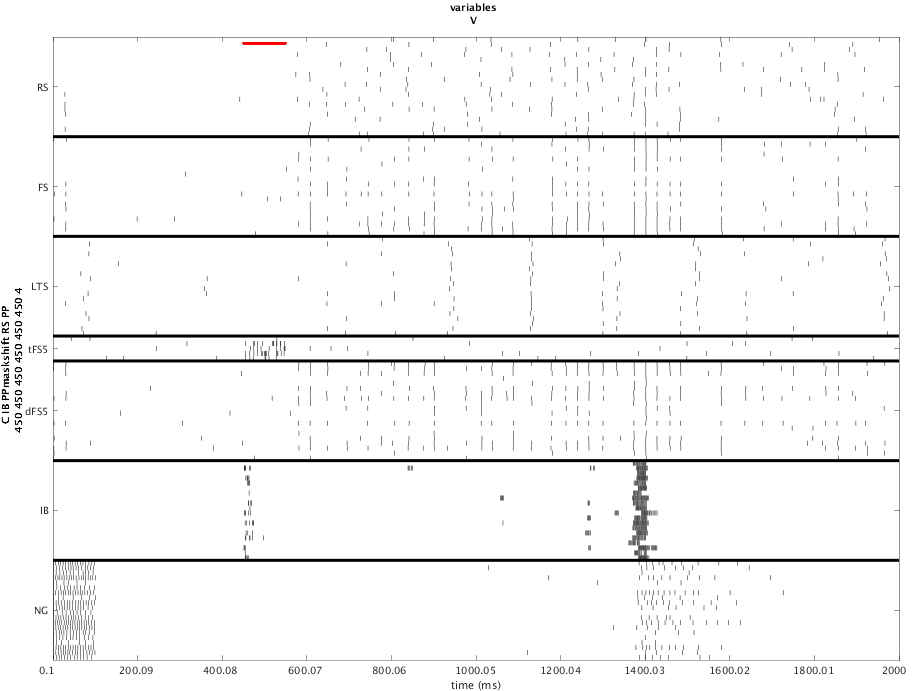 variables
V
RS
FS
LTS
tFS5
dFS5
IB
NG
C IB PPmaskshift RS PP
450 450 450 450 450 450 4
0.1 200.09 400.08 600.07 800.06 1000.05 1200.04 1400.03 1600.02 1800.01 2000
time (ms)